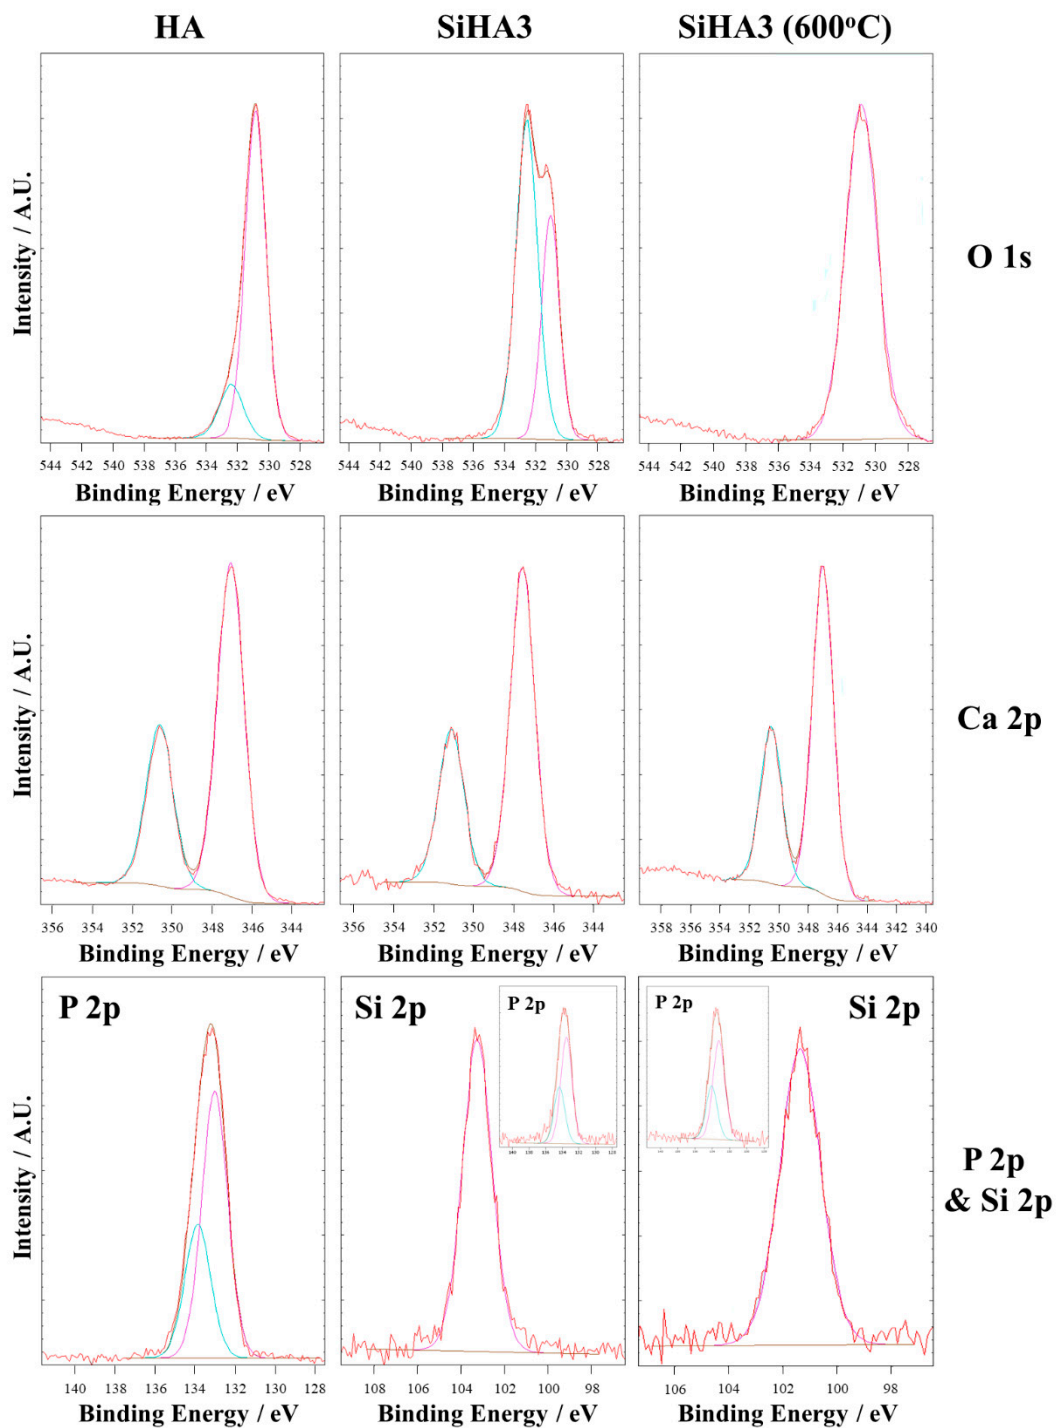 HA SiHA3 SiHA3 (600°C)
Intensity / A.U.
O 1s
544 542 540 538 536 534 532 530 528
544 542 540 538 536 534 532 530 528
544 542 540 538 536 534 532 530 528
Binding Energy / eV Binding Energy / eV Binding Energy / eV
Intensity / A.U.
Ca 2p
356 354 352 350 348 346 344
356 354 352 350 348 346 344
358 356 354 352 350 348 346 344 342 340
Binding Energy / eV Binding Energy / eV Binding Energy / eV
P 2p
Si 2p
P 2p
P 2p
Si 2p
Intensity / A.U.
P 2p
& Si 2p
140 138 136 134 132 130 128
108 106 104 102 100 98
106 104 102 100 98
Binding Energy / eV Binding Energy / eV Binding Energy / eV